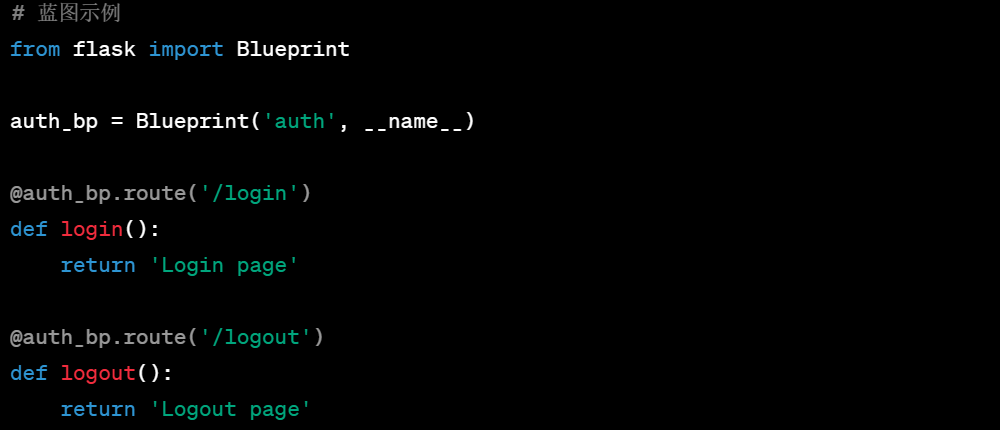 # 蓝图示例
from flask import Blueprint
auth_bp = Blueprint('auth', __name__)
@auth_bp.route('/login')
def login():
    return 'Login page'
@auth_bp.route('/logout')
def logout():
    return 'Logout page'